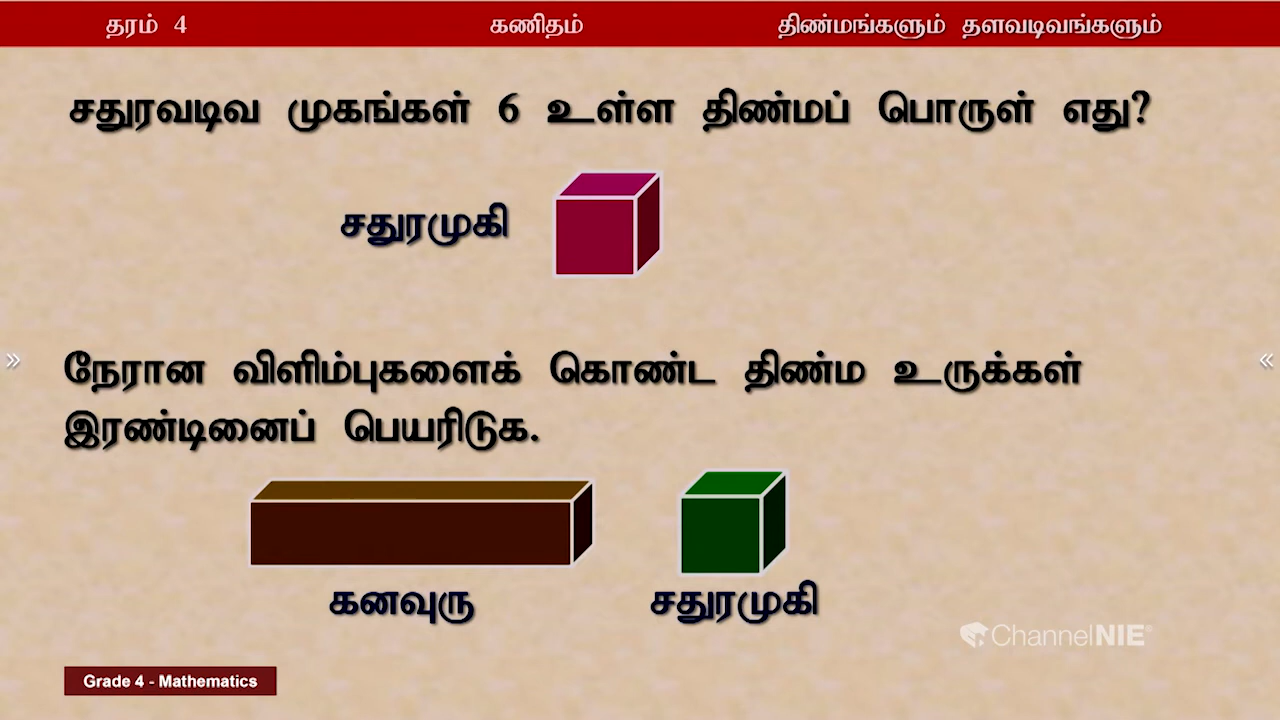 தரம் 4 கணிதம் திண்மங்களும் தளவடிவங்களும்
சதுரவடிவ முகங்கள் 6 உள்ள திண்மப் பொருள் எது?
சதுரமுகி
நேரான விளிம்புகளைக் கொண்ட திண்ம உருக்கள்
இரண்டினைப் பெயரிடுக.
கனவுரு சதுரமுகி
ChannelNIE
Grade 4 - Mathematics